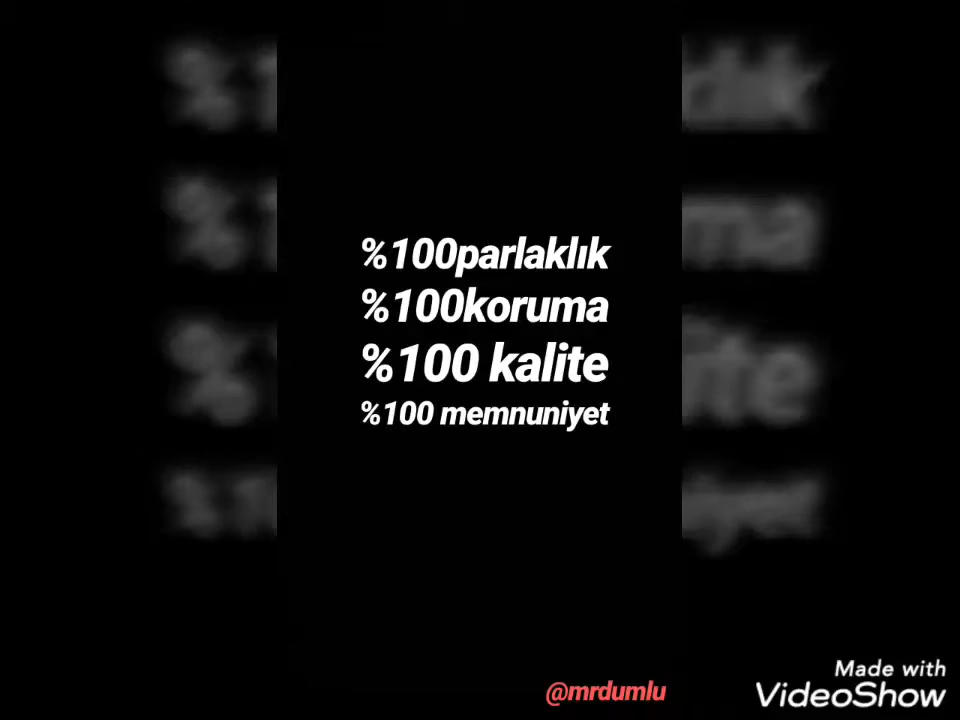 %100parlaklık
%100koruma
%100 kalite
%100 memnuniyet
@mrdumlu
Made with
VideoShow